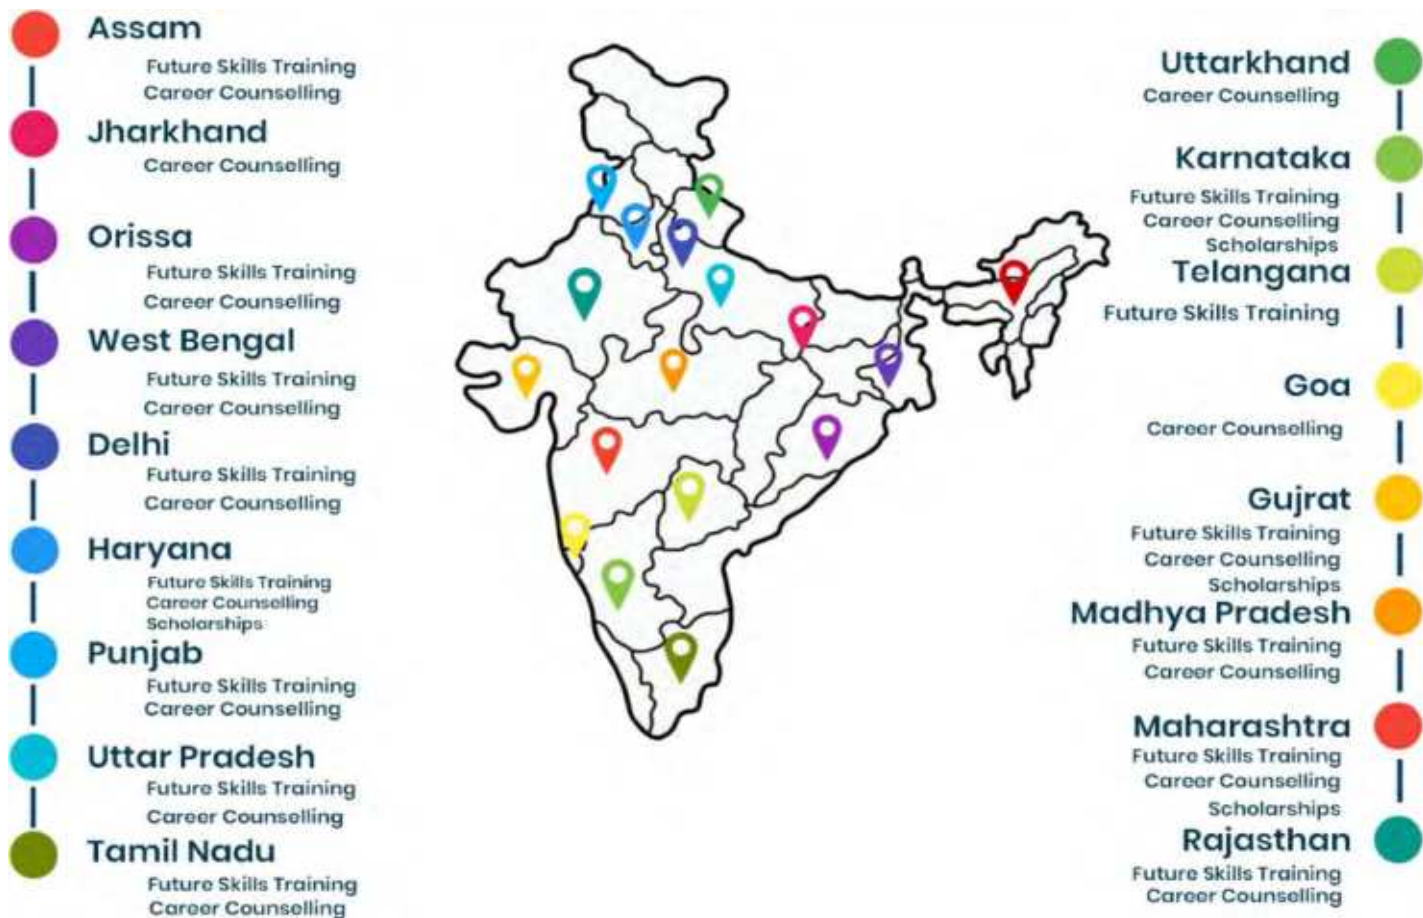 Assam
Future Skills Training
Career Counselling
Jharkhand
Career Counselling
Orissa
Future Skills Training
Career Counselling
West Bengal
Future Skills Training
Career Counselling
Delhi
Future Skills Training
Career Counselling
Haryana
Future Skills Training
Career Counselling
Scholarships
Punjab
Future Skills Training
Career Counselling
Uttar Pradesh
Future Skills Training
Career Counselling
Tamil Nadu
Future Skills Training
Career Counselling
Uttarkhand
Career Counselling
Karnataka
Future Skills Training
Career Counselling
Scholarships
Telangana
Future Skills Training
Goa
Career Counselling
Gujrat
Future Skills Training
Career Counselling
Scholarships
Madhya Pradesh
Future Skills Training
Career Counselling
Maharashtra
Future Skills Training
Career Counselling
Scholarships
Rajasthan
Future Skills Training
Career Counselling